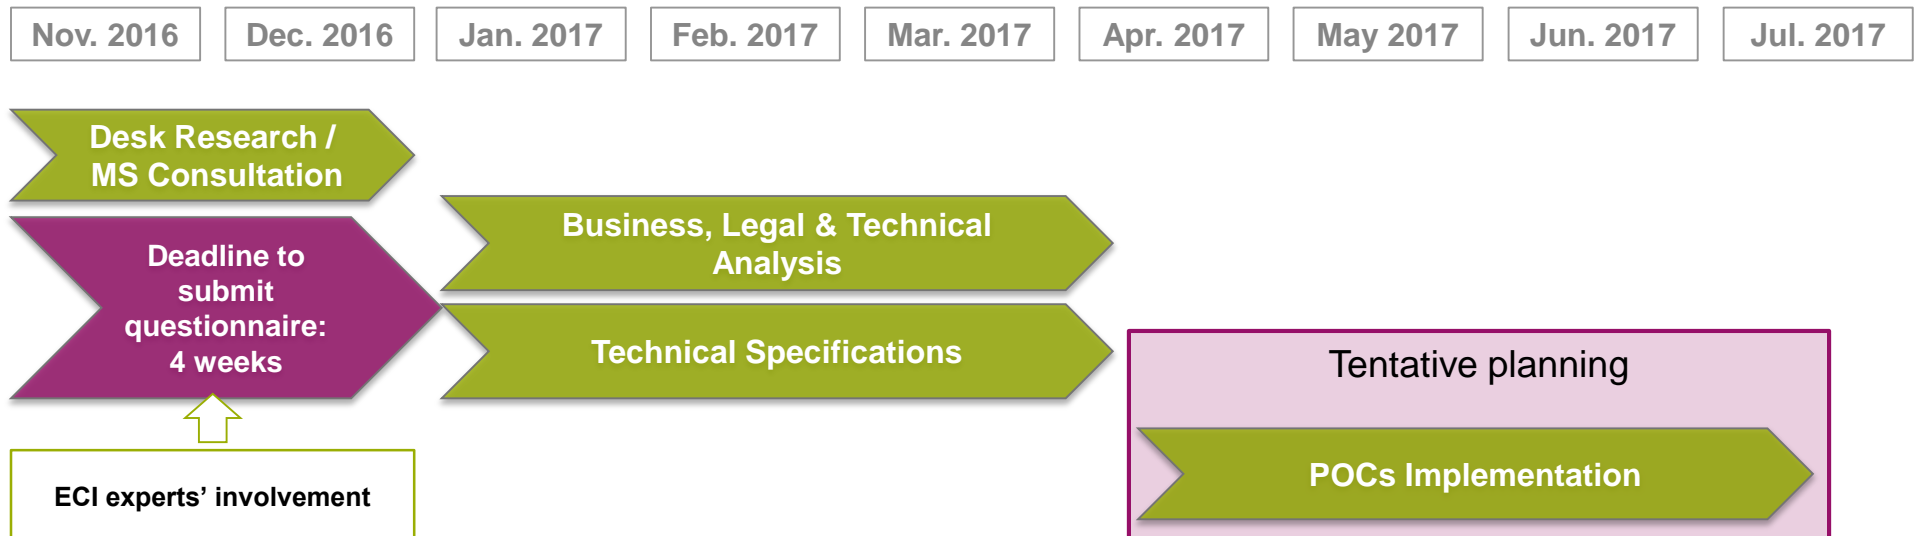 Nov. 2016
Dec. 2016
Jan. 2017
Feb. 2017
Mar. 2017
Apr. 2017
May 2017
Jun. 2017
Jul. 2017
Desk Research /
MS Consultation
Deadline to
submit
questionnaire:
4 weeks
ECI experts’ involvement
Business, Legal & Technical
Analysis
Technical Specifications
Tentative planning
POCs Implementation